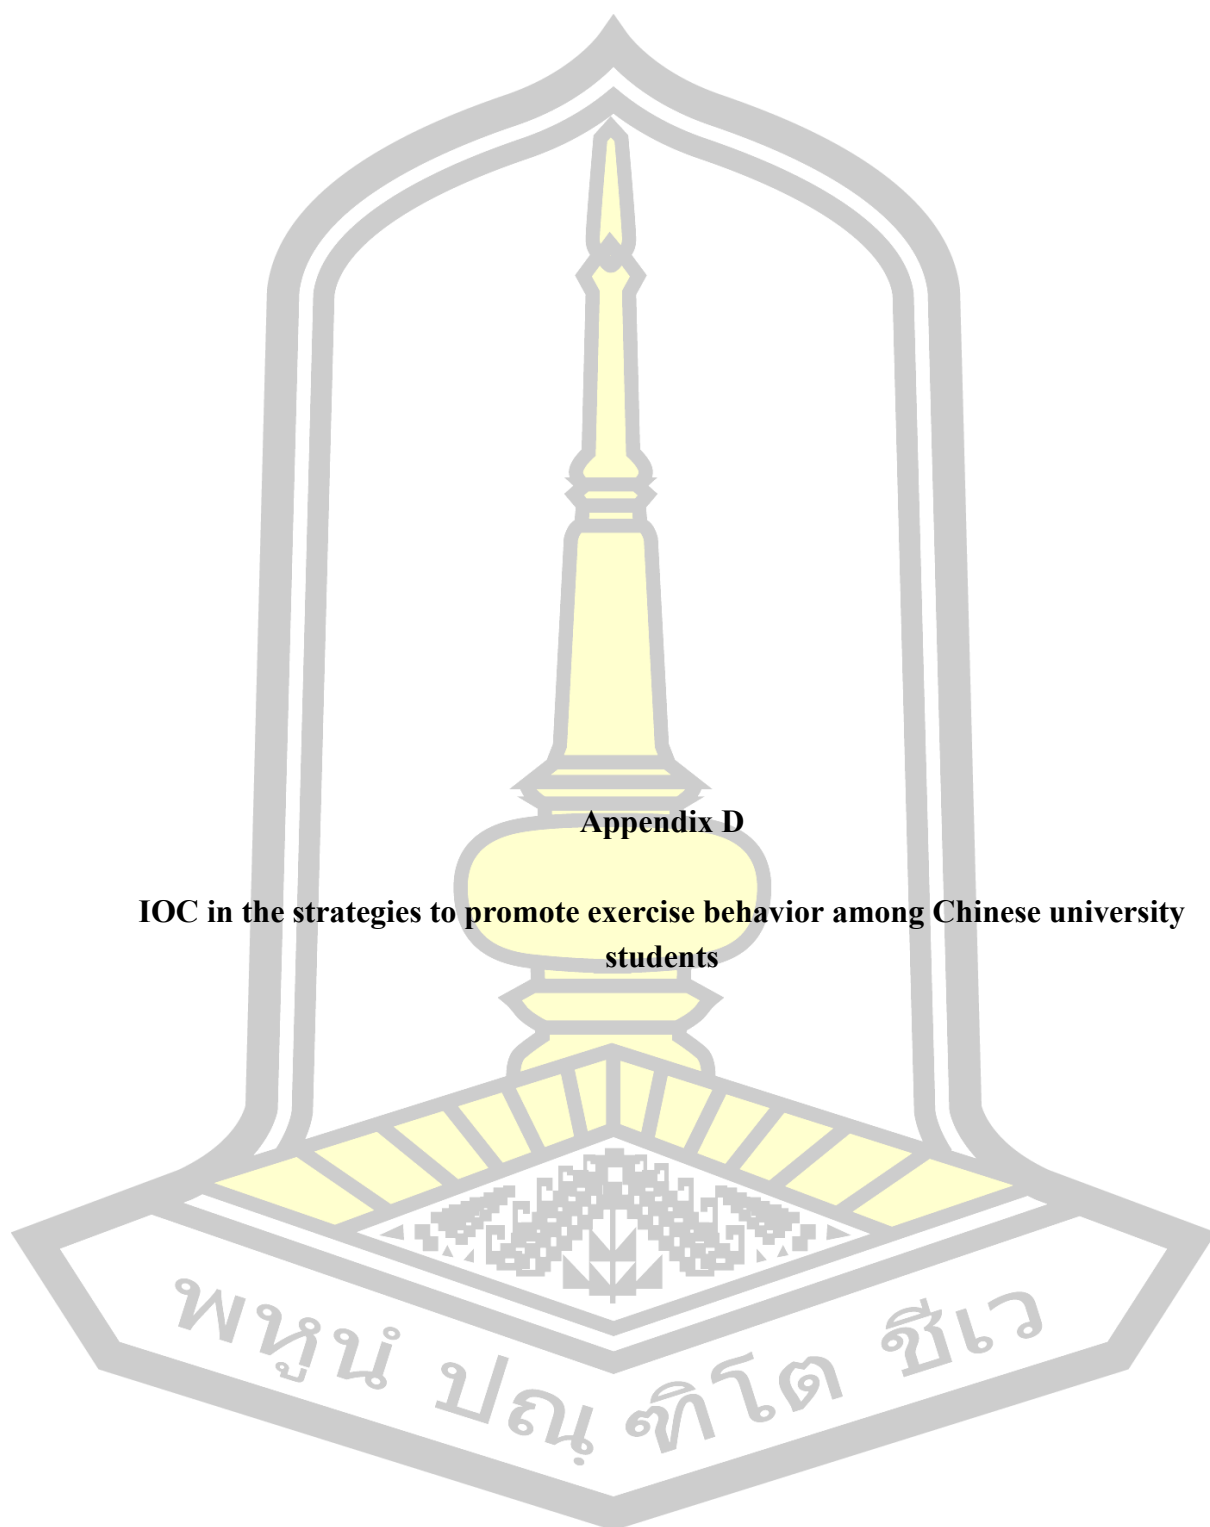 Appendix D
IOC in the strategies to promote exercise behavior among Chinese university
students
พหูนํ ปณฺฑิโต ชีเว